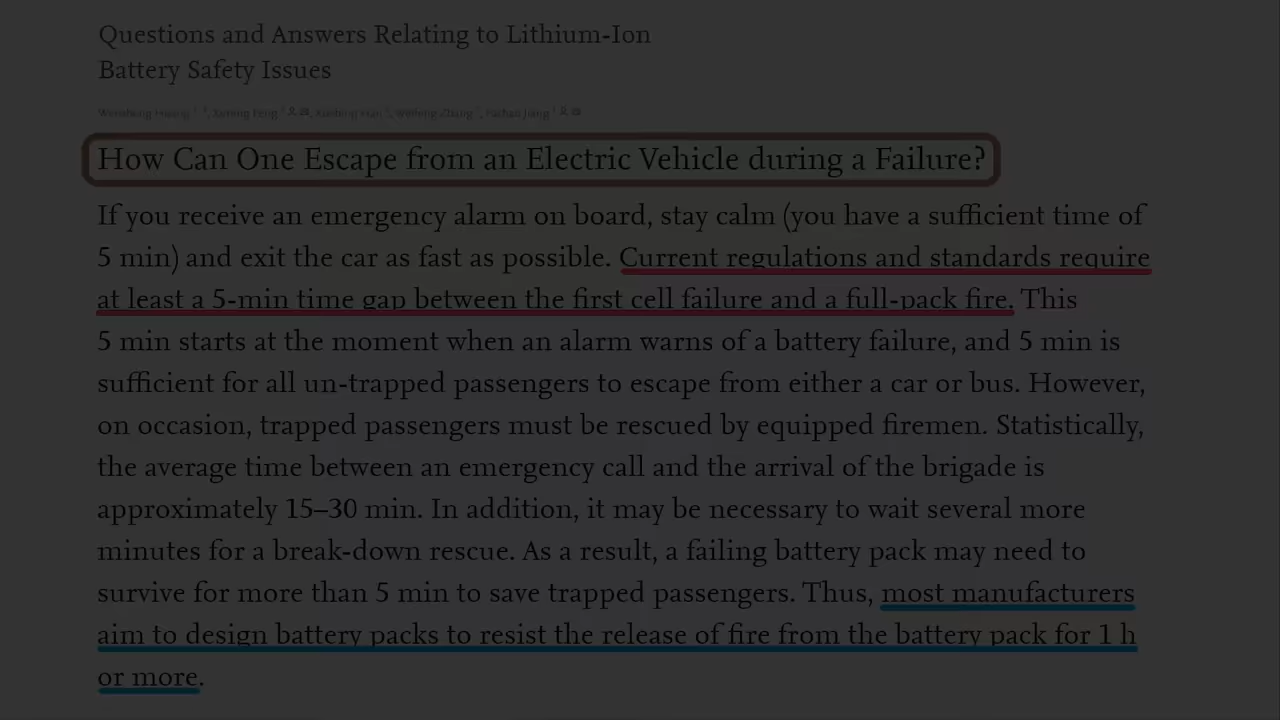 Questions and Answers Relating to Lithium-Ion
Battery Safety Issues
How Can One Escape from an Electric Vehicle during a Failure?
If you receive an emergency alarm on board, stay calm (you have a sufficient time of
5 min) and exit the car as fast as possible. Current regulations and standards require
at least a 5-min time gap between the first cell failure and a full-pack fire. This
5 min starts at the moment when an alarm warns of a battery failure, and 5 min is
sufficient for all un-trapped passengers to escape from either a car or bus. However,
on occasion, trapped passengers must be rescued by equipped firemen. Statistically,
the average time between an emergency call and the arrival of the brigade is
approximately 15–30 min. In addition, it may be necessary to wait several more
minutes for a break-down rescue. As a result, a failing battery pack may need to
survive for more than 5 min to save trapped passengers. Thus, most manufacturers
aim to design battery packs to resist the release of fire from the battery pack for 1 h
or more.